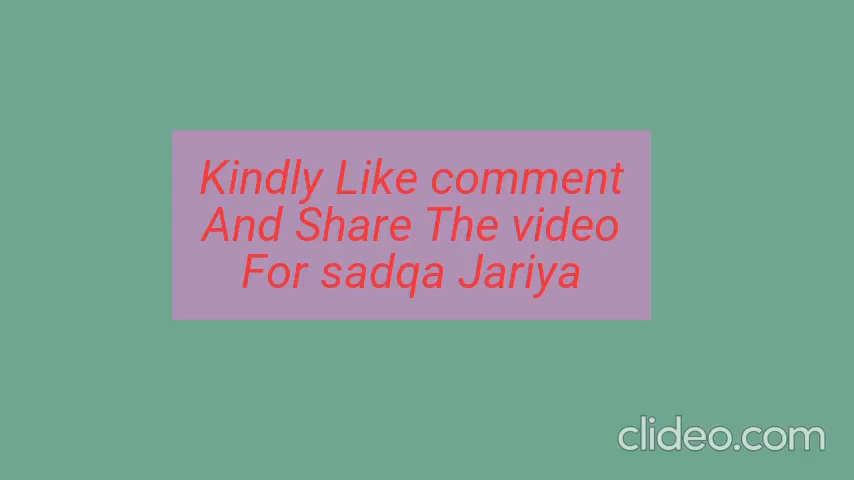 Kindly Like comment
And Share The video
For sadqa Jariya
clideo.com